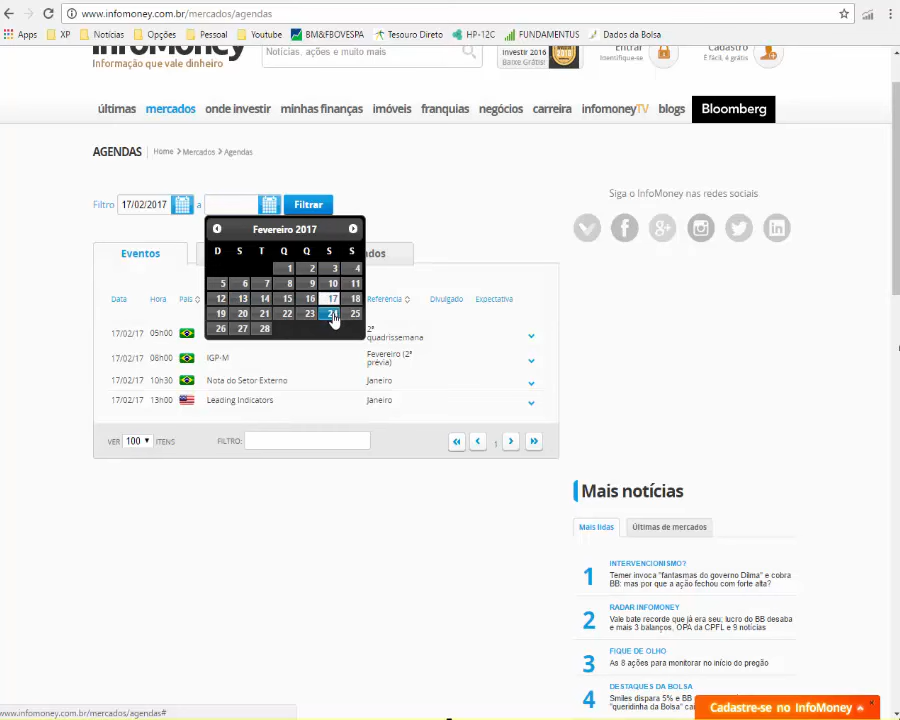 www.infomoney.com.br/mercados/agendas
Apps XP Notícias Opções Pessoal Youtube BM&FBOVESPA Tesouro Direto HP-12C FUNDAMENTUS Dados da Bolsa
InfoMoney
Informação que vale dinheiro
Notícias, ações e muito mais
Investir 2016
Baixe Grátis!
Entrar
Identifique-se
Cadastro
É fácil, é grátis
últimas mercados onde investir minhas finanças imóveis franquias negócios carreira infomoneyTV blogs Bloomberg
AGENDAS Home > Mercados > Agendas
Filtro 17/02/2017 a Filtrar
Siga o InfoMoney nas redes sociais
Fevereiro 2017
D S T Q Q S S
1 2 3 4
5 6 7 8 9 10 11
12 13 14 15 16 17 18
19 20 21 22 23 24 25
26 27 28
Eventos
Data Hora País Referência Divulgado Expectativa
17/02/17 05h00 2ª quadrissemana
17/02/17 08h00 IGP-M Fevereiro (2ª prévia)
17/02/17 10h30 Nota do Setor Externo Janeiro
17/02/17 13h00 Leading Indicators Janeiro
VER 100 ITENS FILTRO: 1
Mais notícias
Mais lidas Últimas de mercados
1 INTERVENCIONISMO?
Temer invoca "fantasmas do governo Dilma" e cobra
BB: mas por que a ação fechou com forte alta?
2 RADAR INFOMONEY
Vale bate recorde que já era seu; lucro do BB desaba
e mais 3 balanços, OPA da CPFL e 9 notícias
3 FIQUE DE OLHO
As 8 ações para monitorar no início do pregão
4 DESTAQUES DA BOLSA
Smiles dispara 5% e BB
"queridinha da Bolsa"
Cadastre-se no InfoMoney
www.infomoney.com.br/mercados/agendas#